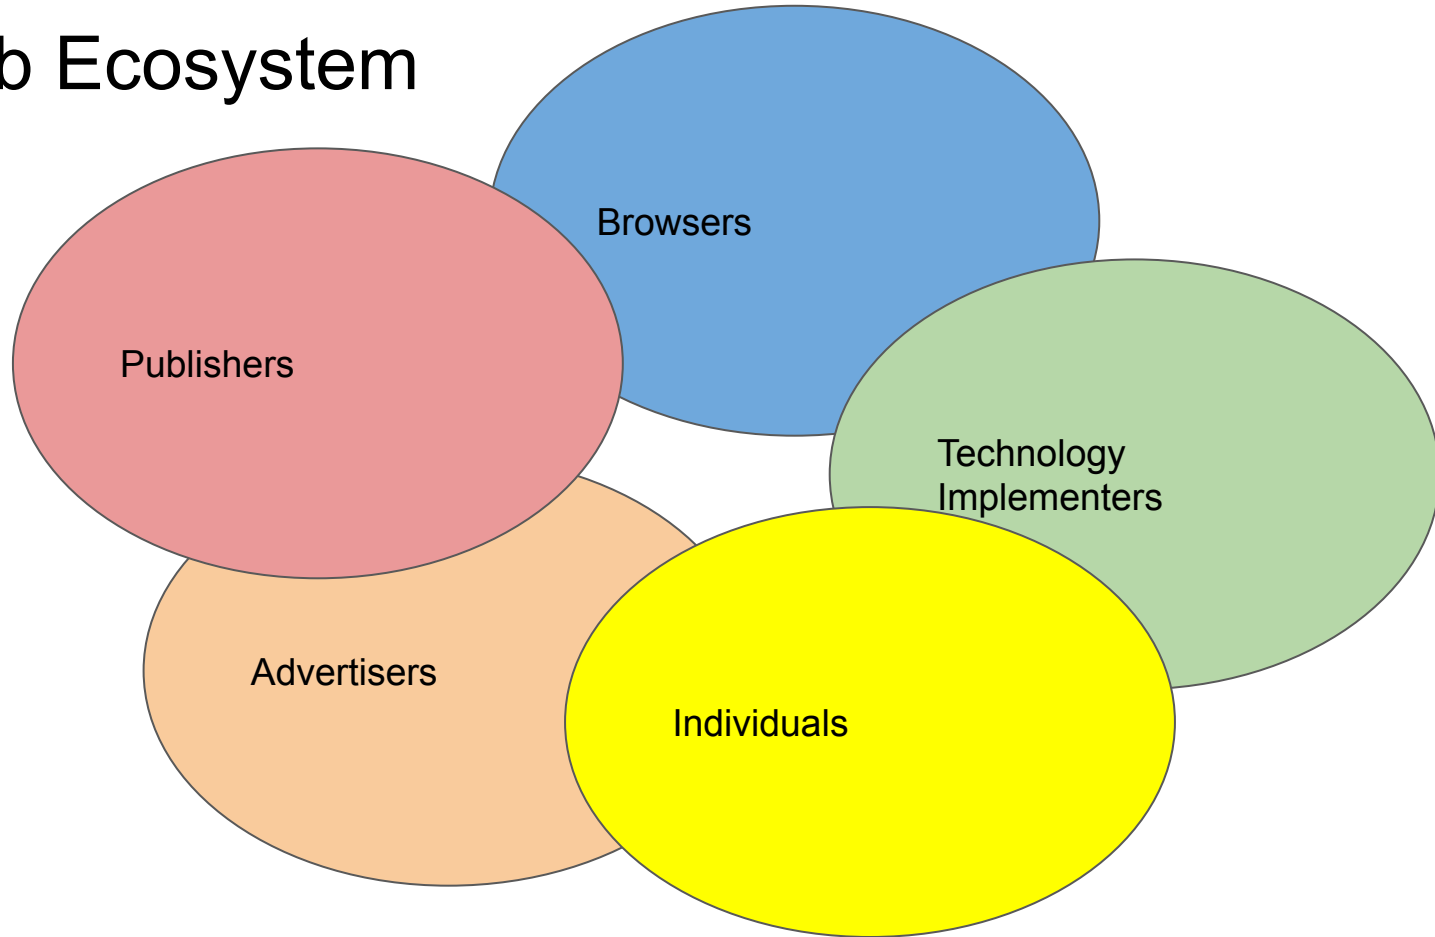 b Ecosystem
Browsers
Publishers
Technology
Implementers
Advertisers
Individuals